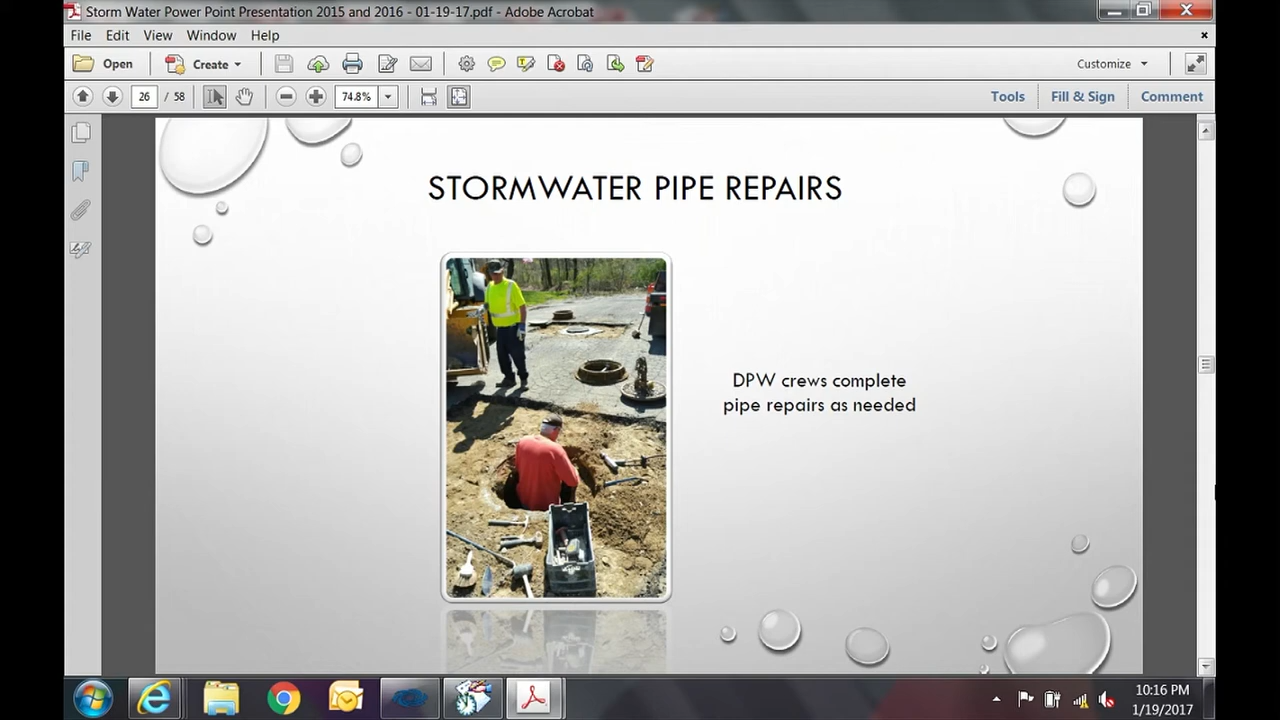 Storm Water Power Point Presentation 2015 and 2016 - 01-19-17.pdf - Adobe Acrobat
File Edit View Window Help
Open Create Customize
26 / 58 74.8% Tools Fill & Sign Comment
STORMWATER PIPE REPAIRS
DPW crews complete
pipe repairs as needed
10:16 PM
1/19/2017